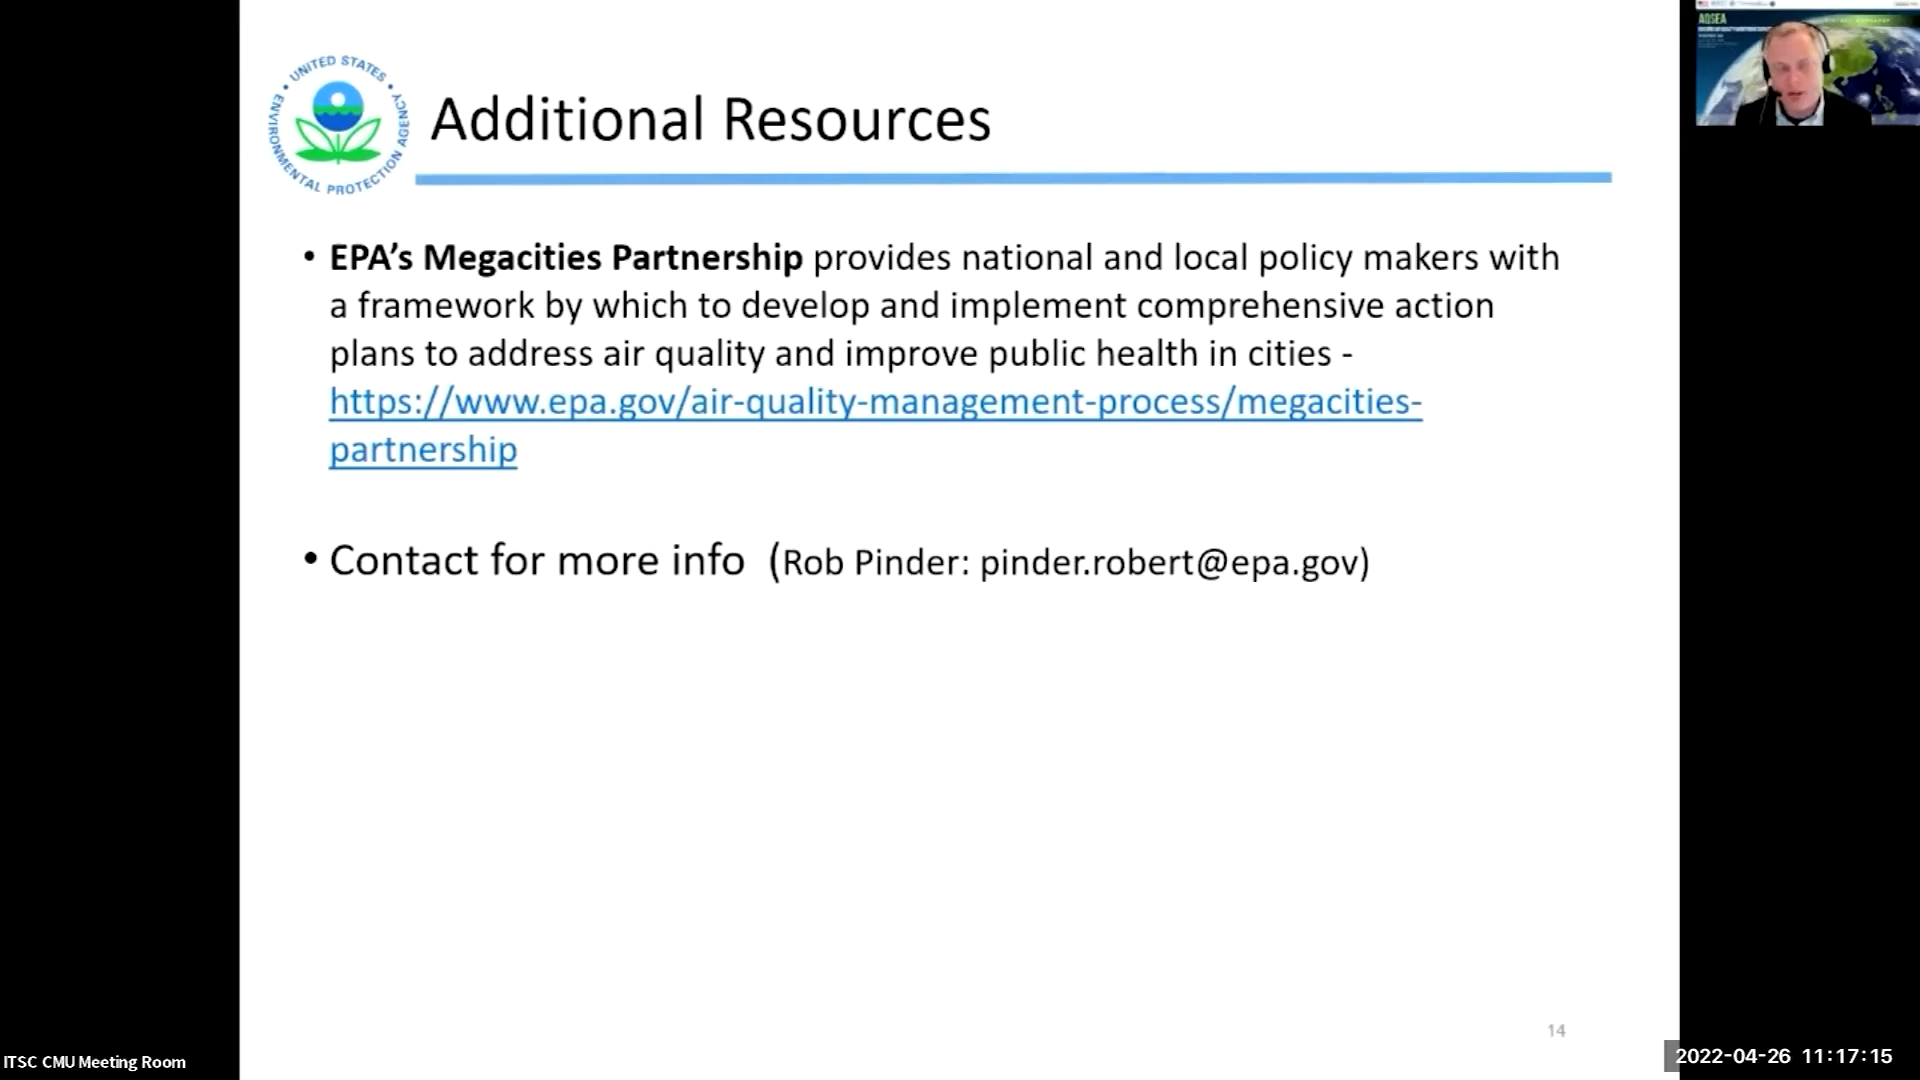 UNITED STATES
ENVIRONMENTAL PROTECTION AGENCY
Additional Resources
• EPA’s Megacities Partnership provides national and local policy makers with
a framework by which to develop and implement comprehensive action
plans to address air quality and improve public health in cities -
https://www.epa.gov/air-quality-management-process/megacities-
partnership
• Contact for more info (Rob Pinder: pinder.robert@epa.gov)
14
AQSEA
ITSC CMU Meeting Room
2022-04-26 11:17:15